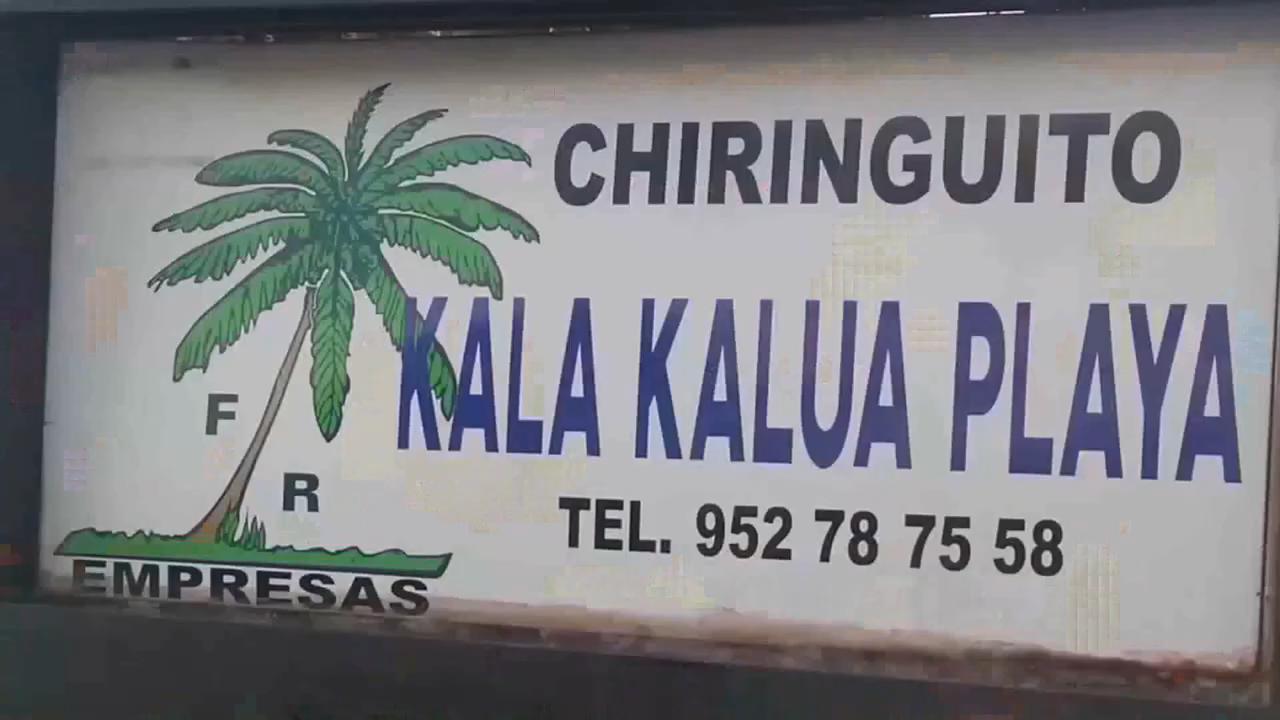 CHIRINGUITO
KALA KALUA PLAYA
TEL. 952 78 75 58
F
R
EMPRESAS